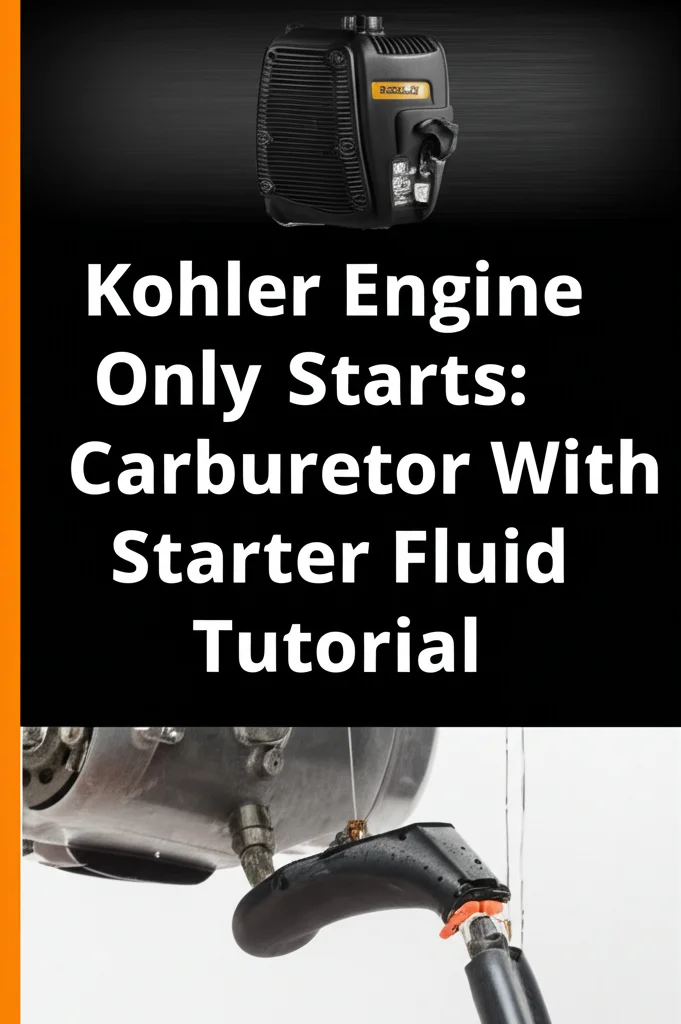 Kohler Engine
Only Starts:
Carburetor With
Starter Fluid
Tutorial